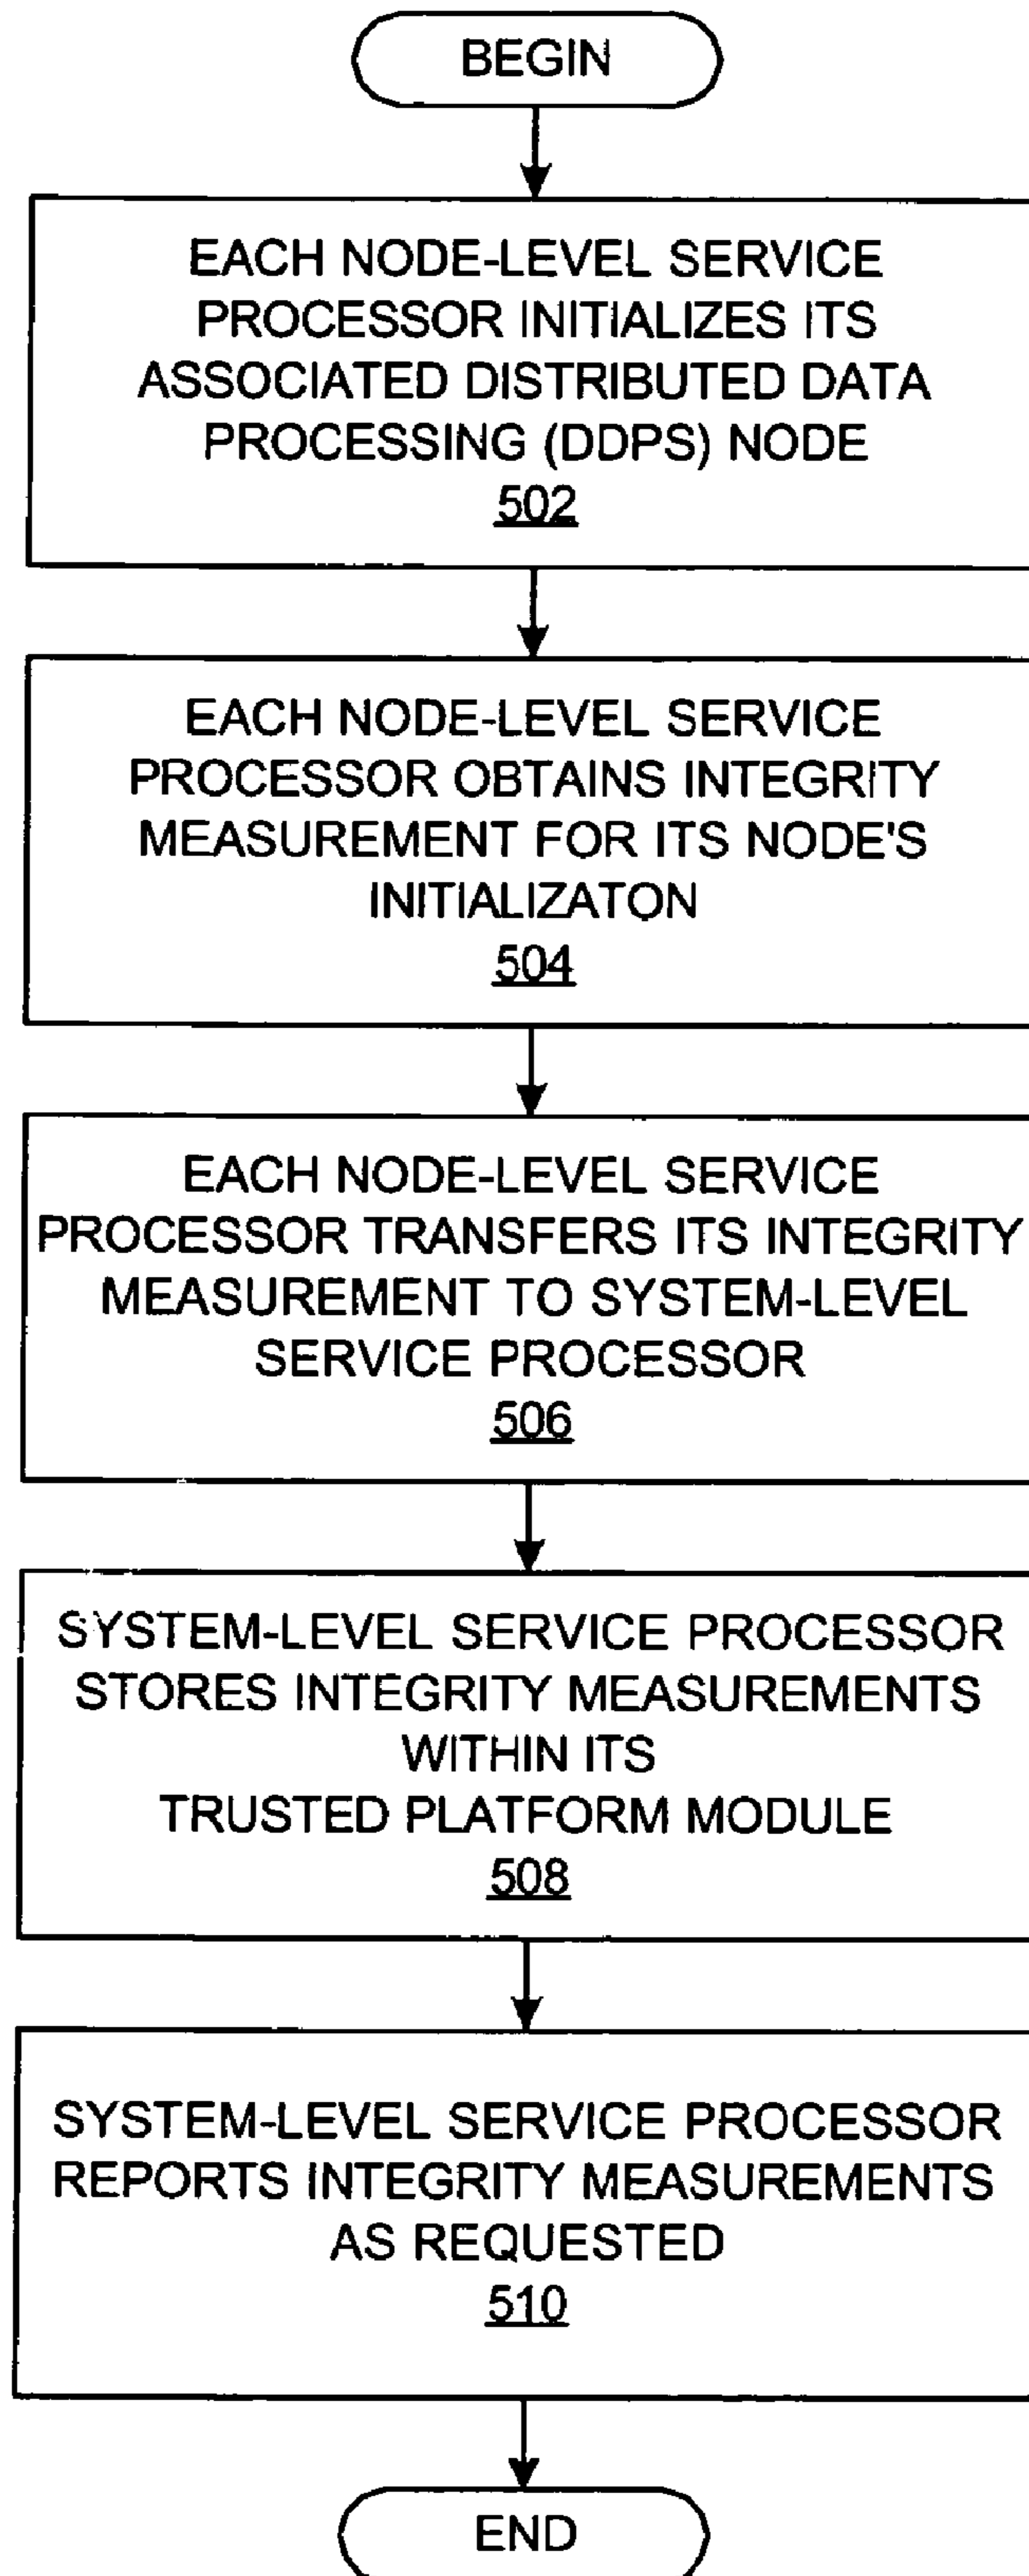 BEGIN
EACH NODE-LEVEL SERVICE
PROCESSOR INITIALIZES ITS
ASSOCIATED DISTRIBUTED DATA
PROCESSING (DDPS) NODE
502
EACH NODE-LEVEL SERVICE
PROCESSOR OBTAINS INTEGRITY
MEASUREMENT FOR ITS NODE'S
INITIALIZATON
504
EACH NODE-LEVEL SERVICE
PROCESSOR TRANSFERS ITS INTEGRITY
MEASUREMENT TO SYSTEM-LEVEL
SERVICE PROCESSOR
506
SYSTEM-LEVEL SERVICE PROCESSOR
STORES INTEGRITY MEASUREMENTS
WITHIN ITS
TRUSTED PLATFORM MODULE
508
SYSTEM-LEVEL SERVICE PROCESSOR
REPORTS INTEGRITY MEASUREMENTS
AS REQUESTED
510
END